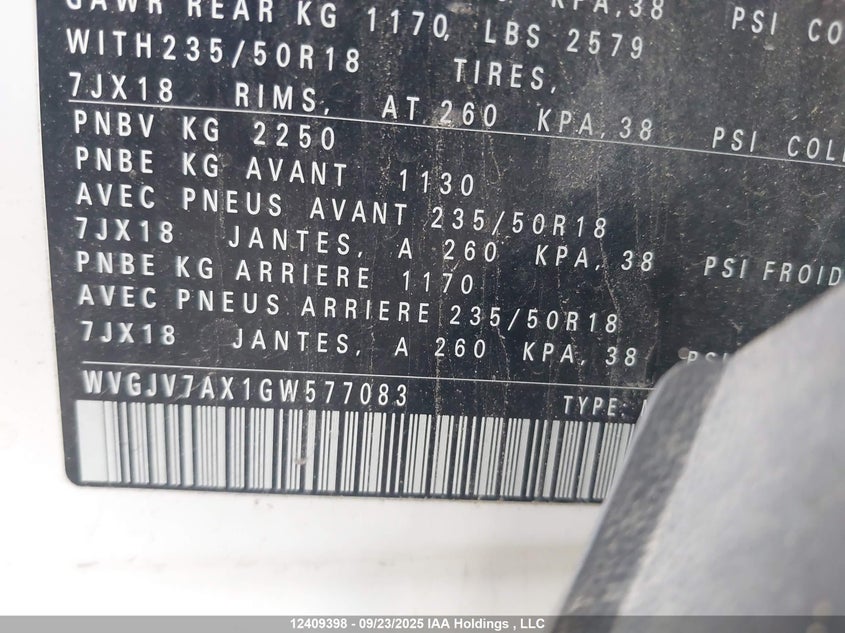 GAWR REAR KG 1170, LBS 2579
WITH235/50R18 TIRES,
7JX18 RIMS, AT 260 KPA,38 PSI COL
PNBV KG 2250
PNBE KG AVANT 1130
AVEC PNEUS AVANT 235/50R18
7JX18 JANTES, A 260 KPA,38 PSI FROID
PNBE KG ARRIERE 1170
AVEC PNEUS ARRIERE 235/50R18
7JX18 JANTES, A 260 KPA,38 PSI
WVGJV7AX1GW577083 TYPE:
12409398 - 09/23/2025 IAA Holdings , LLC